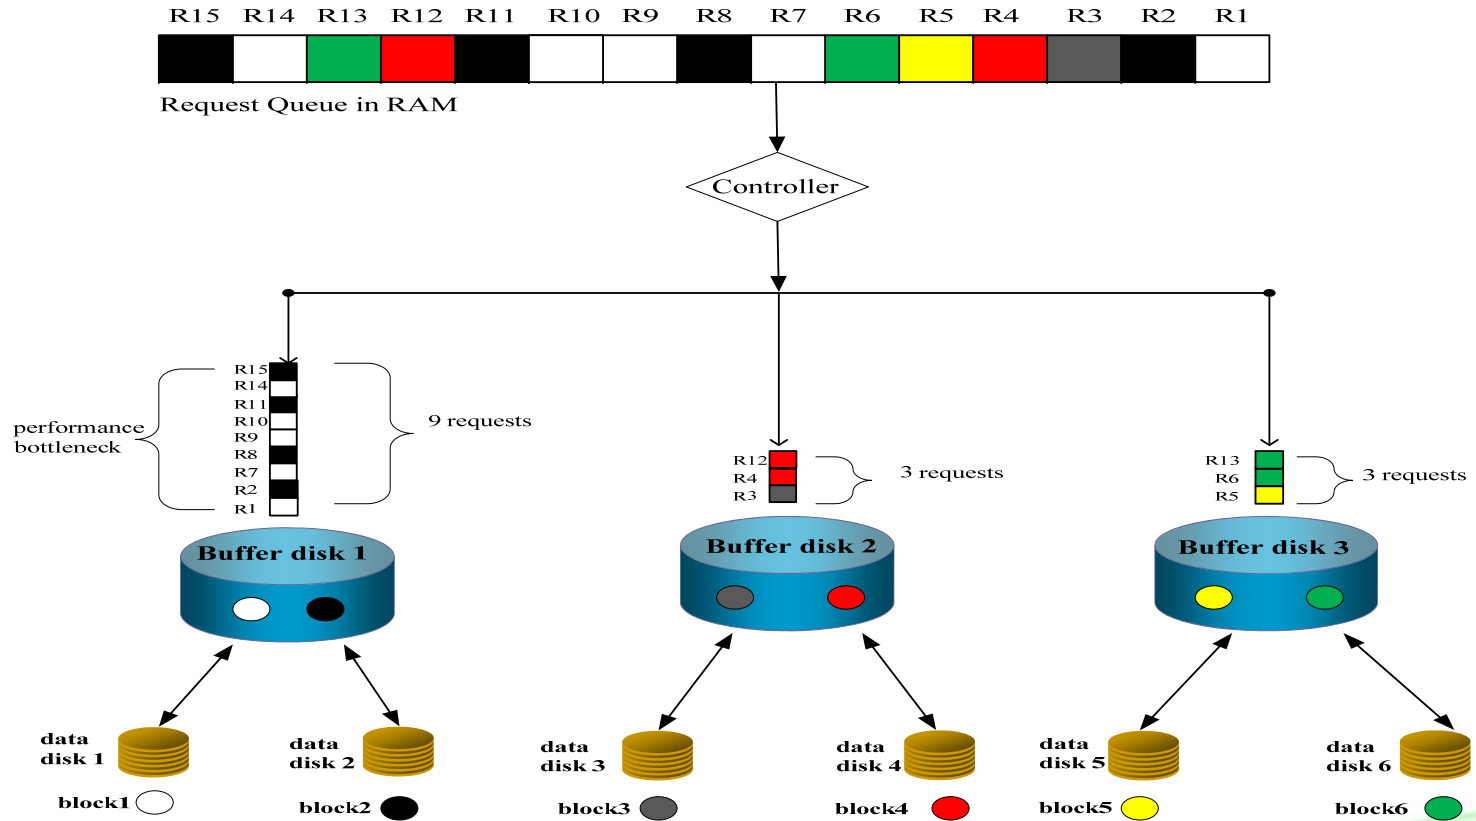 R15 R14 R13 R12 R11 R10 R9 R8 R7 R6 R5 R4 R3 R2 R1
Request Queue in RAM
Controller
R15
R14
R11
R10
R9
R8
R7
R2
R1
performance
bottleneck
9 requests
R12
R4
R3
3 requests
R13
R6
R5
3 requests
Buffer disk 1
Buffer disk 2
Buffer disk 3
data
disk 1
data
disk 2
data
disk 3
data
disk 4
data
disk 5
data
disk 6
block1
block2
block3
block4
block5
block6